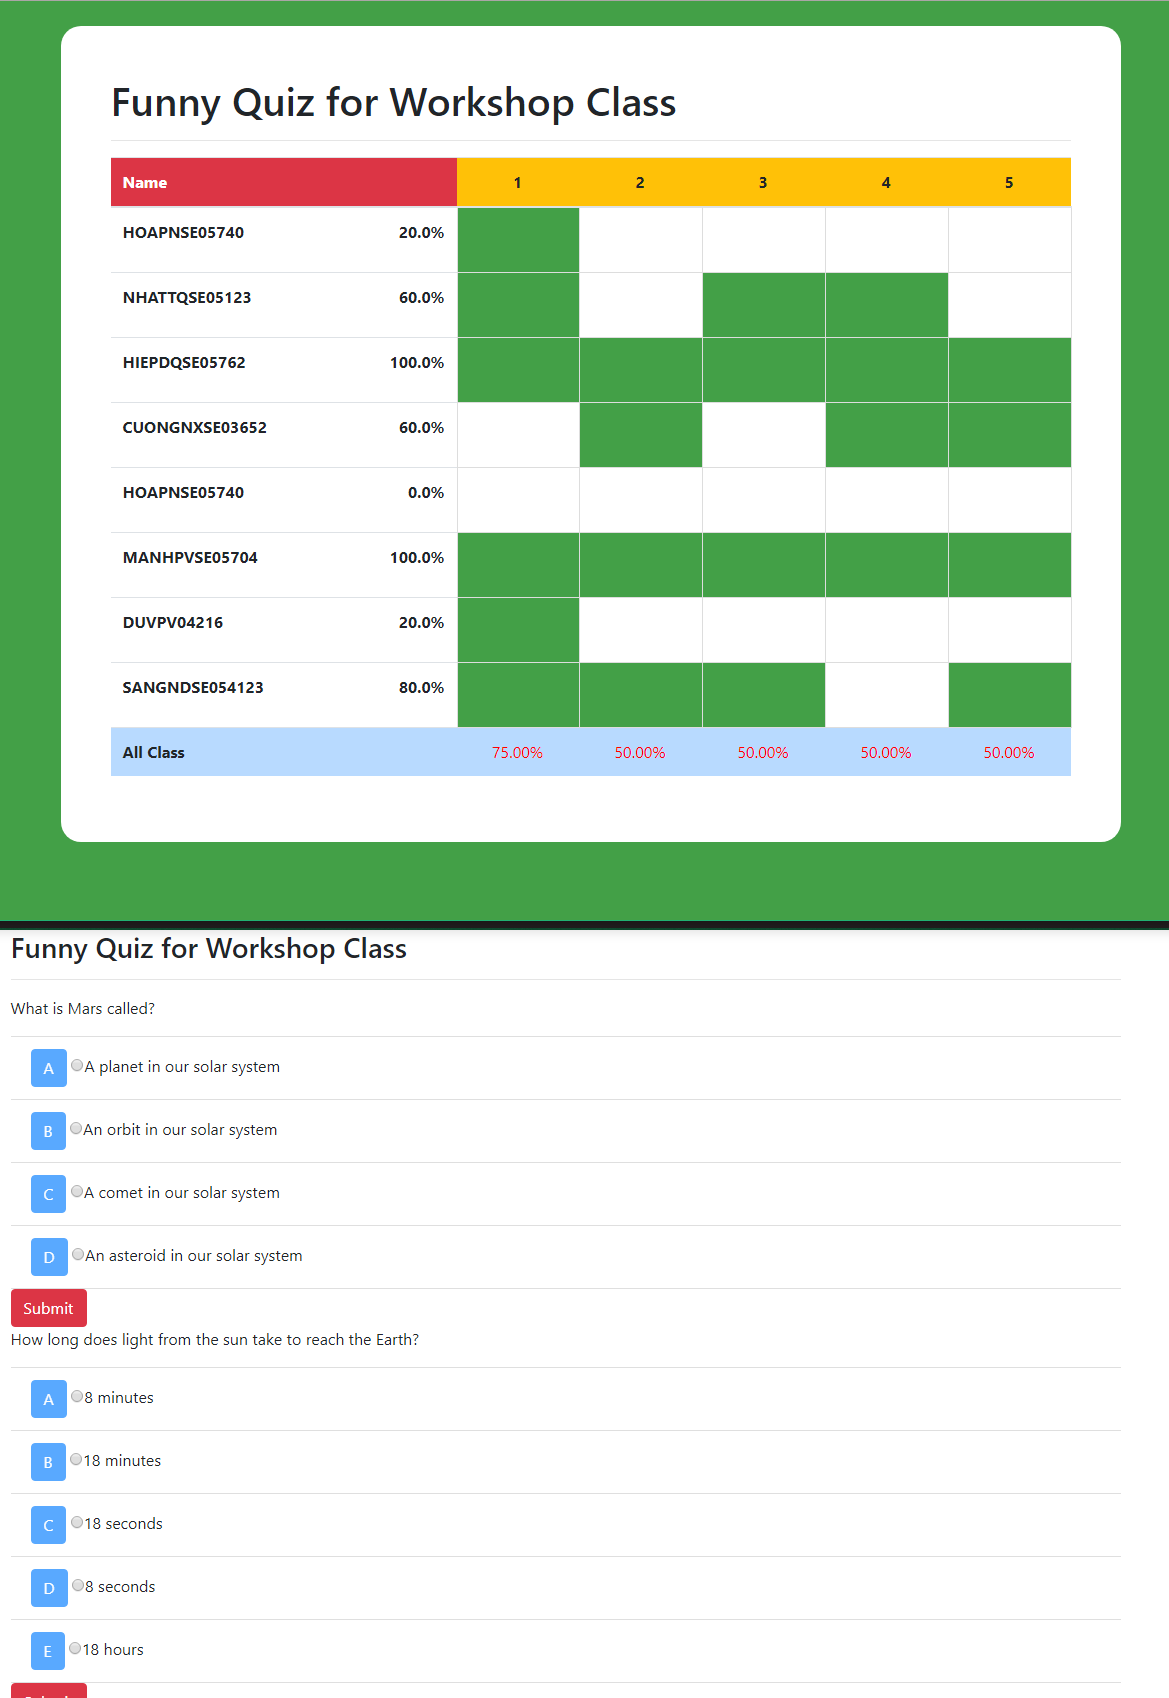 Funny Quiz for Workshop Class
Name 1 2 3 4 5
HOAPNSE05740 20.0%
NHATTQSE05123 60.0%
HIEPDQSE05762 100.0%
CUONGNXSE03652 60.0%
HOAPNSE05740 0.0%
MANHPVSE05704 100.0%
DUVPV04216 20.0%
SANGNDSE054123 80.0%
All Class 75.00% 50.00% 50.00% 50.00% 50.00%
Funny Quiz for Workshop Class
What is Mars called?
A A planet in our solar system
B An orbit in our solar system
C A comet in our solar system
D An asteroid in our solar system
Submit
How long does light from the sun take to reach the Earth?
A 8 minutes
B 18 minutes
C 18 seconds
D 8 seconds
E 18 hours